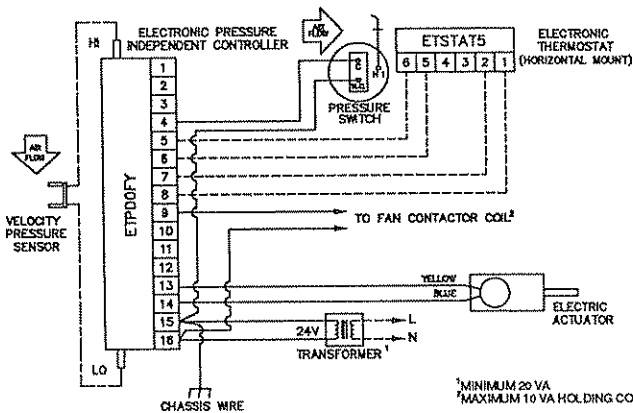 ELECTRONIC PRESSURE
INDEPENDENT CONTROLLER
HI
AIR
FLOW
ETSTAT5
6 5 4 3 2 1
ELECTRONIC
THERMOSTAT
(HORIZONTAL MOUNT)
C
N.O.
H I
PRESSURE
SWITCH
AIR
FLOW
VELOCITY
PRESSURE
SENSOR
ETPDOFY
1
2
3
4
5
6
7
8
9
10
11
12
13
14
15
16
TO FAN CONTACTOR COIL²
YELLOW
BLUE
ELECTRIC
ACTUATOR
24V
L
N
TRANSFORMER¹
LO
CHASSIS WIRE
¹MINIMUM 20 VA
²MAXIMUM 10 VA HOLDING CO